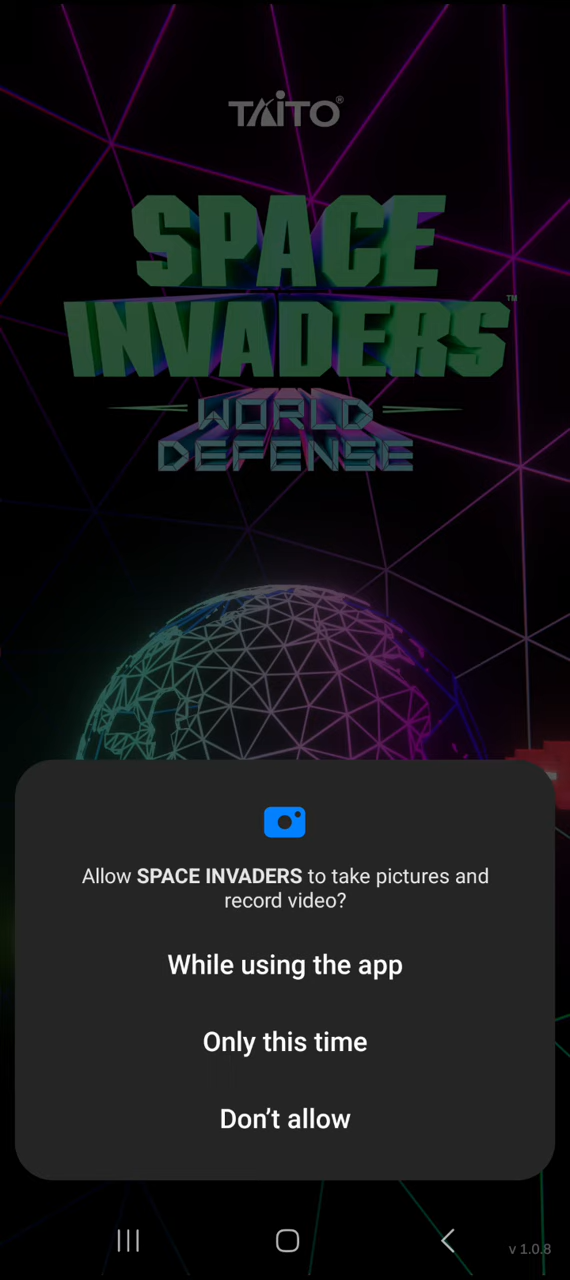 TAITO®
SPACE
INVADERS™
WORLD
DEFENSE
Allow SPACE INVADERS to take pictures and
record video?
While using the app
Only this time
Don’t allow
v 1.0.8